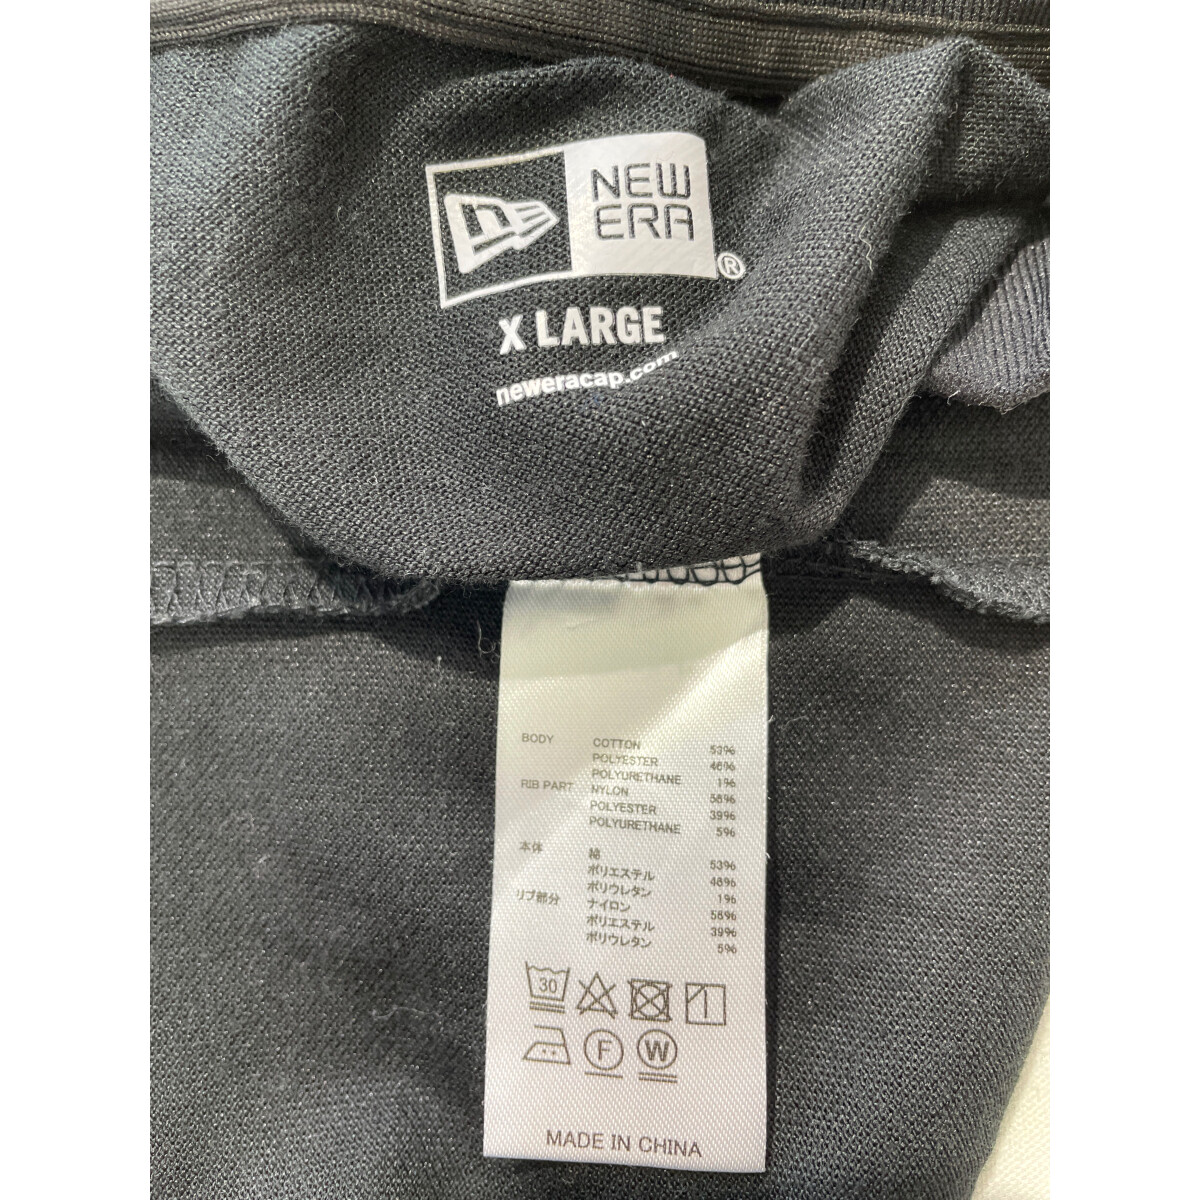 NEW
ERA
®
X LARGE
neweracap.com
BODY COTTON 53%
POLYESTER 46%
POLYURETHANE 1%
RIB PART NYLON 56%
POLYESTER 39%
POLYURETHANE 5%
本体 綿 53%
ポリエステル 46%
ポリウレタン 1%
リブ部分 ナイロン 56%
ポリエステル 39%
ポリウレタン 5%
30
F W
MADE IN CHINA